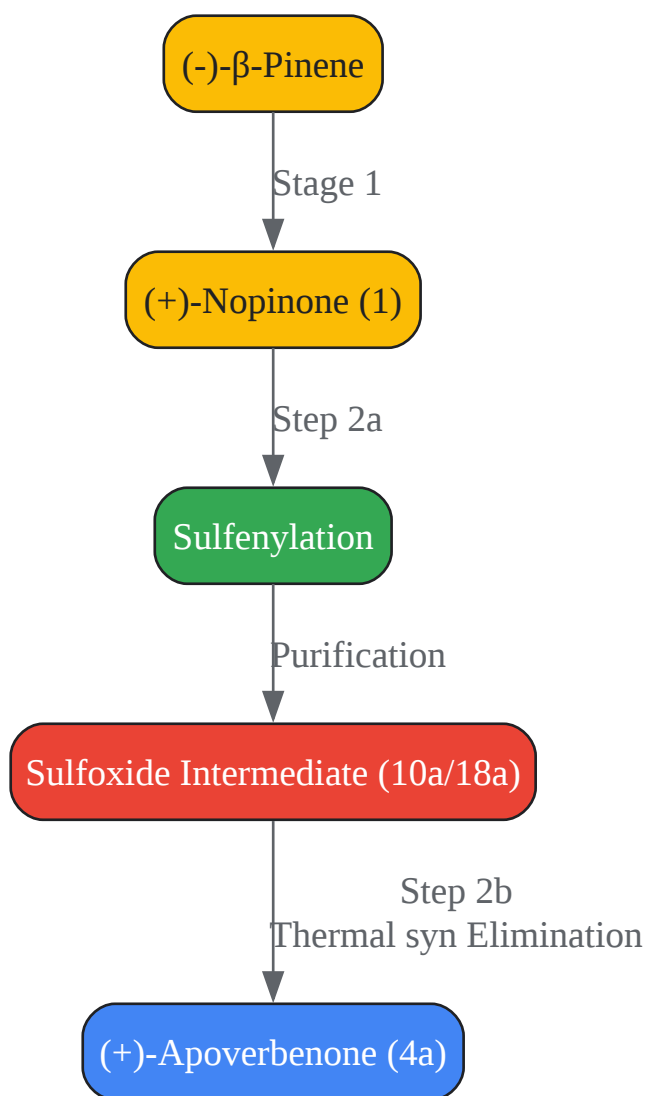 (-)-β-Pinene
Stage 1
(+)-Nopinone (1)
Step 2a
Sulfenylation
Purification
Sulfoxide Intermediate (10a/18a)
Step 2b
Thermal syn Elimination
(+)-Apoverbenone (4a)